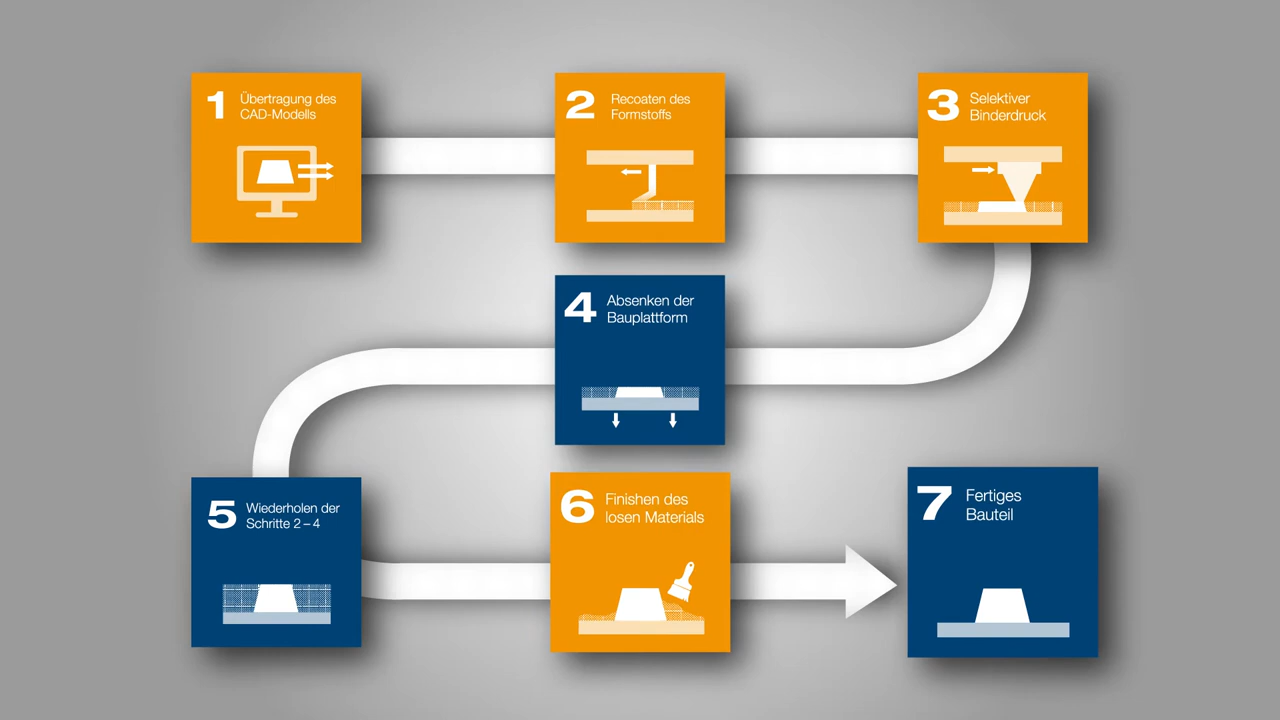 1 Übertragung des
CAD-Modells
2 Recoaten des
Formstoffs
3 Selektiver
Binderdruck
4 Absenken der
Bauplattform
5 Wiederholen der
Schritte 2 – 4
6 Finishen des
losen Materials
7 Fertiges
Bauteil